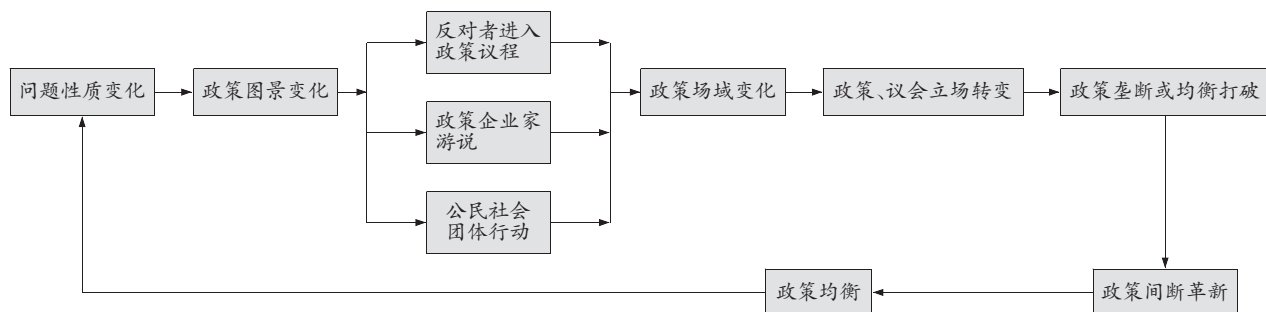 问题性质变化
政策图景变化
反对者进入
政策议程
政策企业家
游说
公民社会
团体行动
政策场域变化
政策、议会立场转变
政策垄断或均衡打破
政策间断革新
政策均衡